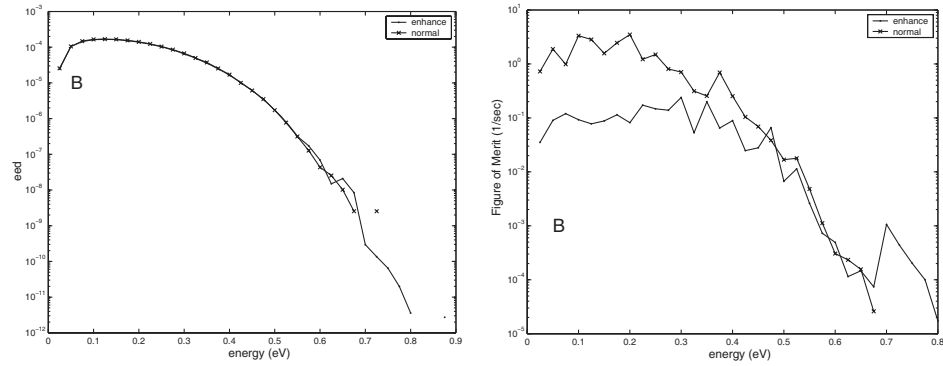 10^-3
10^-4
10^-5
10^-6
10^-7
10^-8
10^-9
10^-10
10^-11
10^-12
eed
B
enhance
normal
0 0.1 0.2 0.3 0.4 0.5 0.6 0.7 0.8 0.9
energy (eV)
10^1
10^0
10^-1
10^-2
10^-3
10^-4
10^-5
Figure of Merit (1/sec)
B
enhance
normal
0 0.1 0.2 0.3 0.4 0.5 0.6 0.7 0.8
energy (eV)